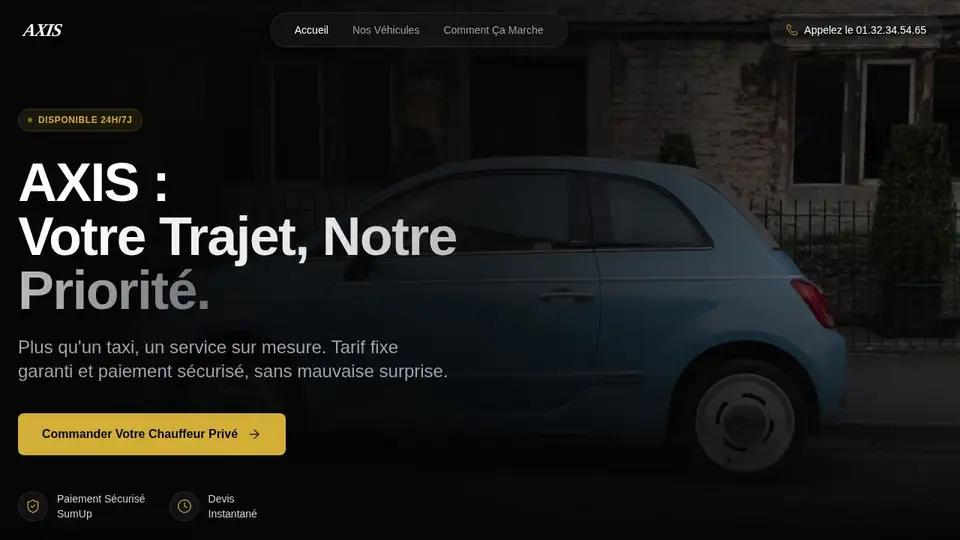 AXIS
Accueil
Nos Véhicules
Comment Ça Marche
Appelez le 01.32.34.54.65
DISPONIBLE 24H/7J
AXIS :
Votre Trajet, Notre
Priorité.
Plus qu'un taxi, un service sur mesure. Tarif fixe
garanti et paiement sécurisé, sans mauvaise surprise.
Commander Votre Chauffeur Privé
Paiement Sécurisé
SumUp
Devis
Instantané